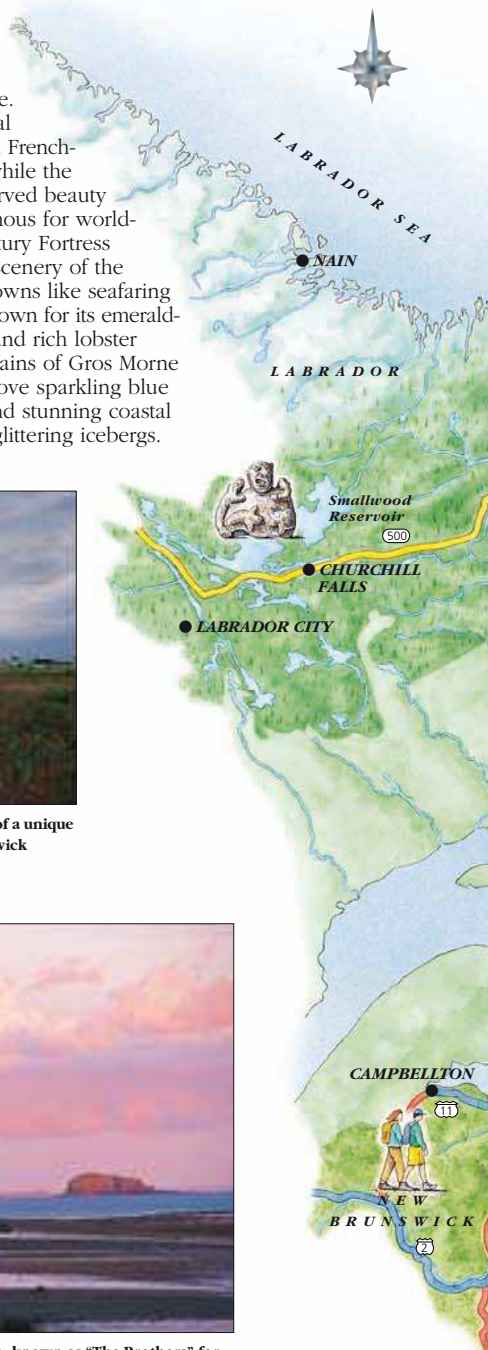 e.
al
French-
while the
rved beauty
nous for world-
tury Fortress
scenery of the
owns like seafaring
own for its emerald-
and rich lobster
ains of Gros Morne
ove sparkling blue
nd stunning coastal
glittering icebergs.
LABRADOR SEA
NAIN
LABRADOR
Smallwood
Reservoir
500
CHURCHILL
FALLS
LABRADOR CITY
of a unique
wick
CAMPBELLTON
11
NEW
BRUNSWICK
2
known as "The Brothers" for